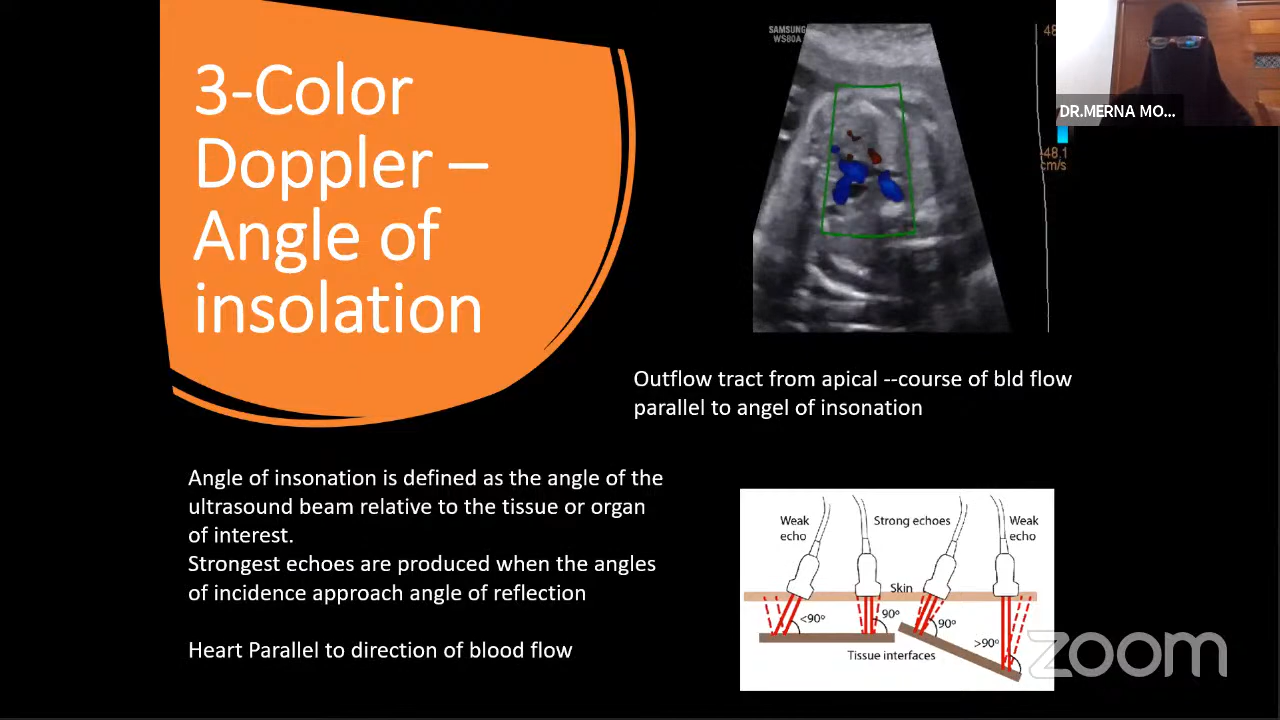 3-Color
Doppler –
Angle of
insolation
SAMSUNG
WS80A
48
-48.1
cm/s
DR.MERNA MO...
Outflow tract from apical --course of bld flow
parallel to angel of insonation
Angle of insonation is defined as the angle of the
ultrasound beam relative to the tissue or organ
of interest.
Strongest echoes are produced when the angles
of incidence approach angle of reflection
Heart Parallel to direction of blood flow
Weak
echo
Strong echoes
Weak
echo
Skin
<90°
90°
90°
>90°
Tissue interfaces
zoom